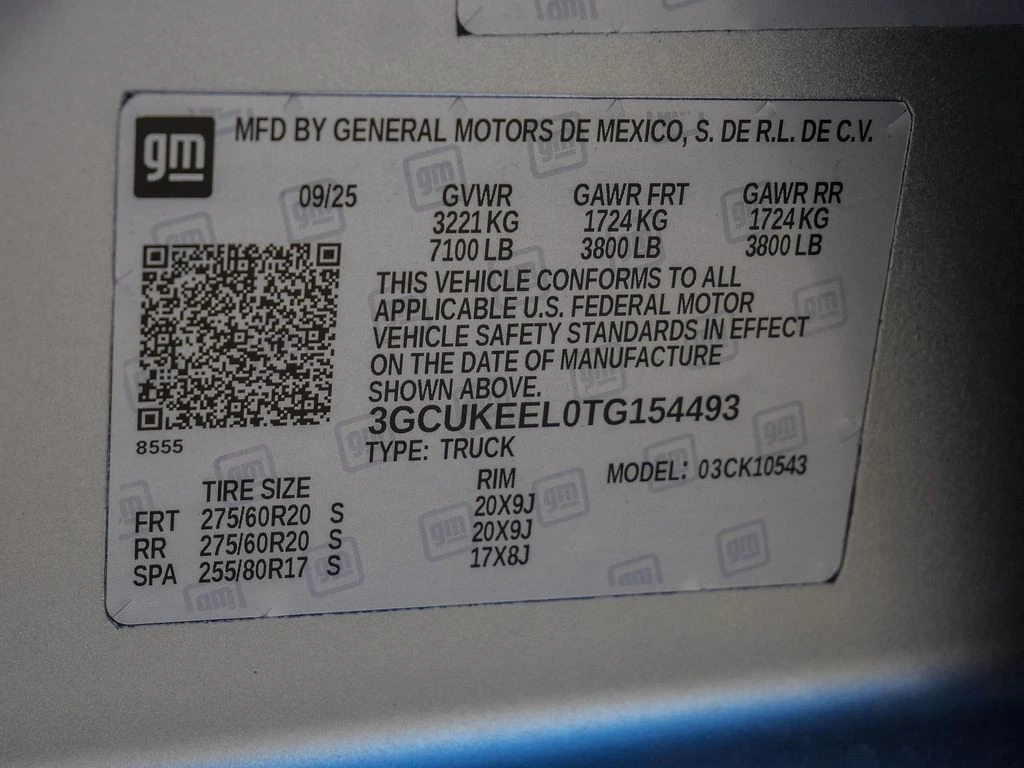 gm
MFD BY GENERAL MOTORS DE MEXICO, S. DE R.L. DE C.V.
09/25 GVWR GAWR FRT GAWR RR
3221 KG 1724 KG 1724 KG
7100 LB 3800 LB 3800 LB
THIS VEHICLE CONFORMS TO ALL
APPLICABLE U.S. FEDERAL MOTOR
VEHICLE SAFETY STANDARDS IN EFFECT
ON THE DATE OF MANUFACTURE
SHOWN ABOVE.
3GCUKEEL0TG154493
8555
TYPE: TRUCK
MODEL: 03CK10543
TIRE SIZE RIM
FRT 275/60R20 S 20X9J
RR 275/60R20 S 20X9J
SPA 255/80R17 S 17X8J